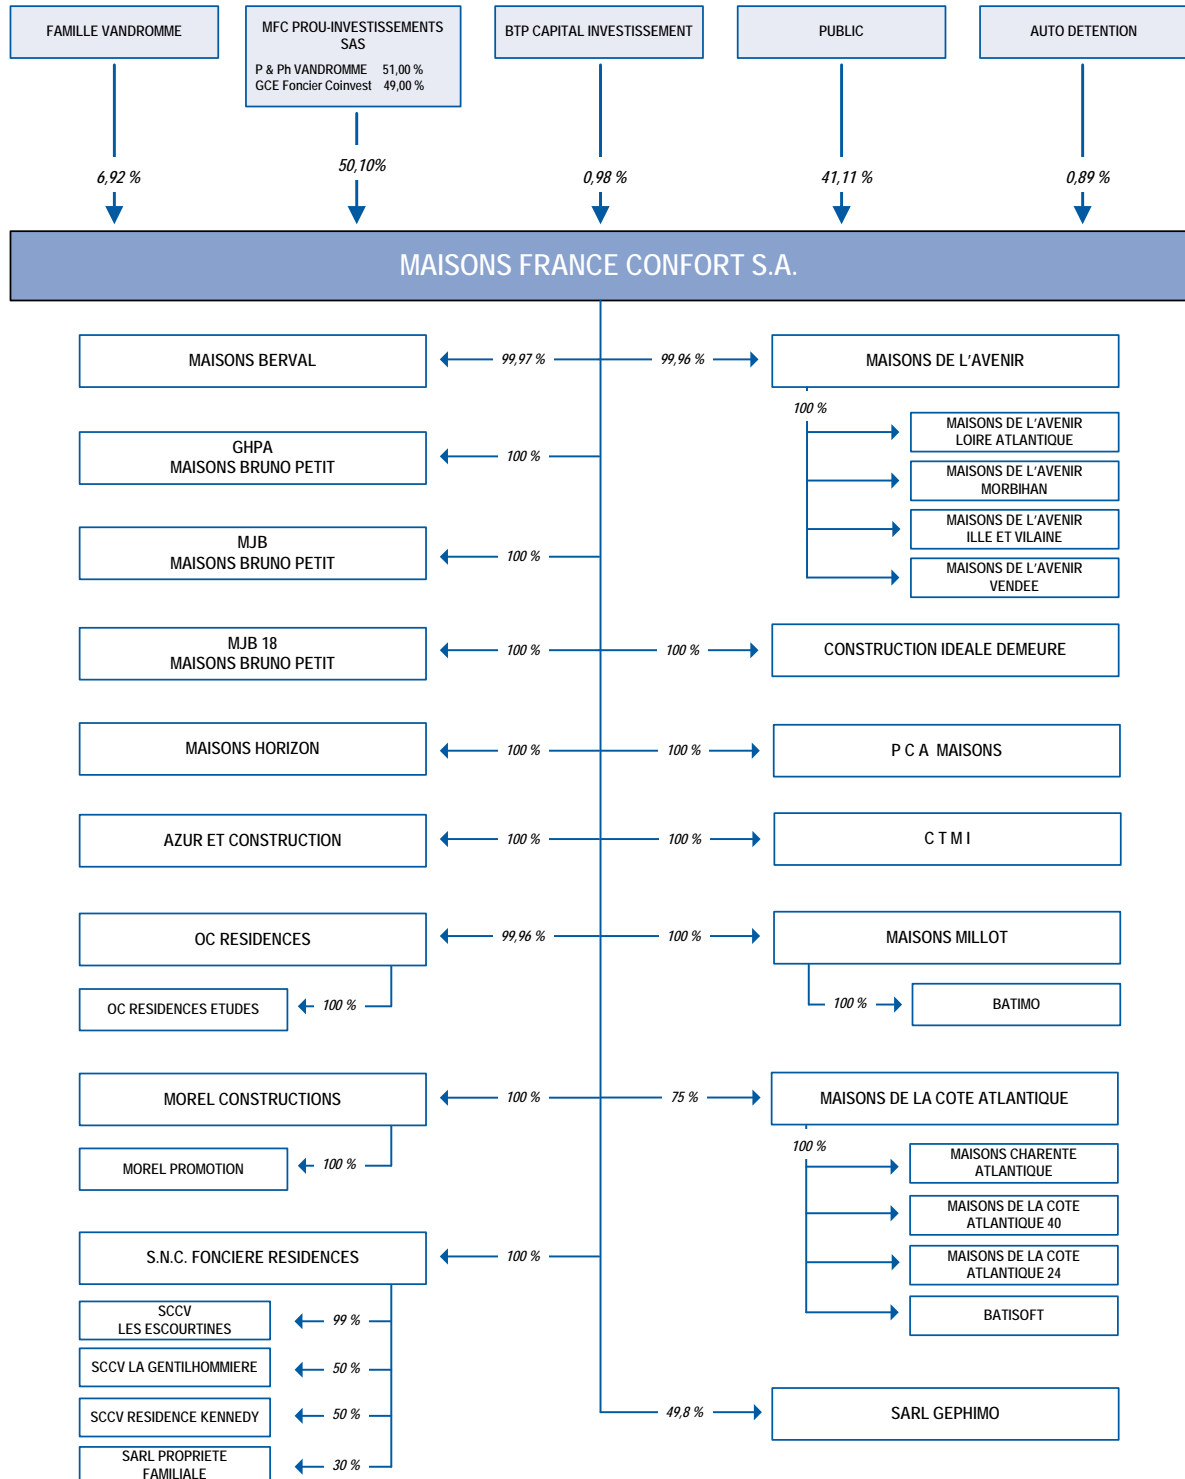 FAMILLE VANDROMME
MFC PROU-INVESTISSEMENTS
SAS
P & Ph VANDROMME 51,00 %
GCE Foncier Coinvest 49,00 %
BTP CAPITAL INVESTISSEMENT
PUBLIC
AUTO DETENTION
6,92 %
50,10%
0,98 %
41,11 %
0,89 %
MAISONS FRANCE CONFORT S.A.
MAISONS BERVAL
99,97 %
99,96 %
MAISONS DE L'AVENIR
100 %
MAISONS DE L'AVENIR
LOIRE ATLANTIQUE
GHPA
MAISONS BRUNO PETIT
100 %
MAISONS DE L'AVENIR
MORBIHAN
MAISONS DE L'AVENIR
ILLE ET VILAINE
MJB
MAISONS BRUNO PETIT
100 %
MAISONS DE L'AVENIR
VENDEE
MJB 18
MAISONS BRUNO PETIT
100 %
100 %
CONSTRUCTION IDEALE DEMEURE
MAISONS HORIZON
100 %
100 %
P C A MAISONS
AZUR ET CONSTRUCTION
100 %
100 %
C T M I
OC RESIDENCES
99,96 %
100 %
MAISONS MILLOT
OC RESIDENCES ETUDES
100 %
100 %
BATIMO
MOREL CONSTRUCTIONS
100 %
75 %
MAISONS DE LA COTE ATLANTIQUE
MOREL PROMOTION
100 %
100 %
MAISONS CHARENTE
ATLANTIQUE
MAISONS DE LA COTE
ATLANTIQUE 40
S.N.C. FONCIERE RESIDENCES
100 %
MAISONS DE LA COTE
ATLANTIQUE 24
SCCV
LES ESCOURTINES
99 %
BATISOFT
SCCV LA GENTILHOMMIERE
50 %
SCCV RESIDENCE KENNEDY
50 %
49,8 %
SARL GEPHIMO
SARL PROPRIETE
FAMILIALE
30 %